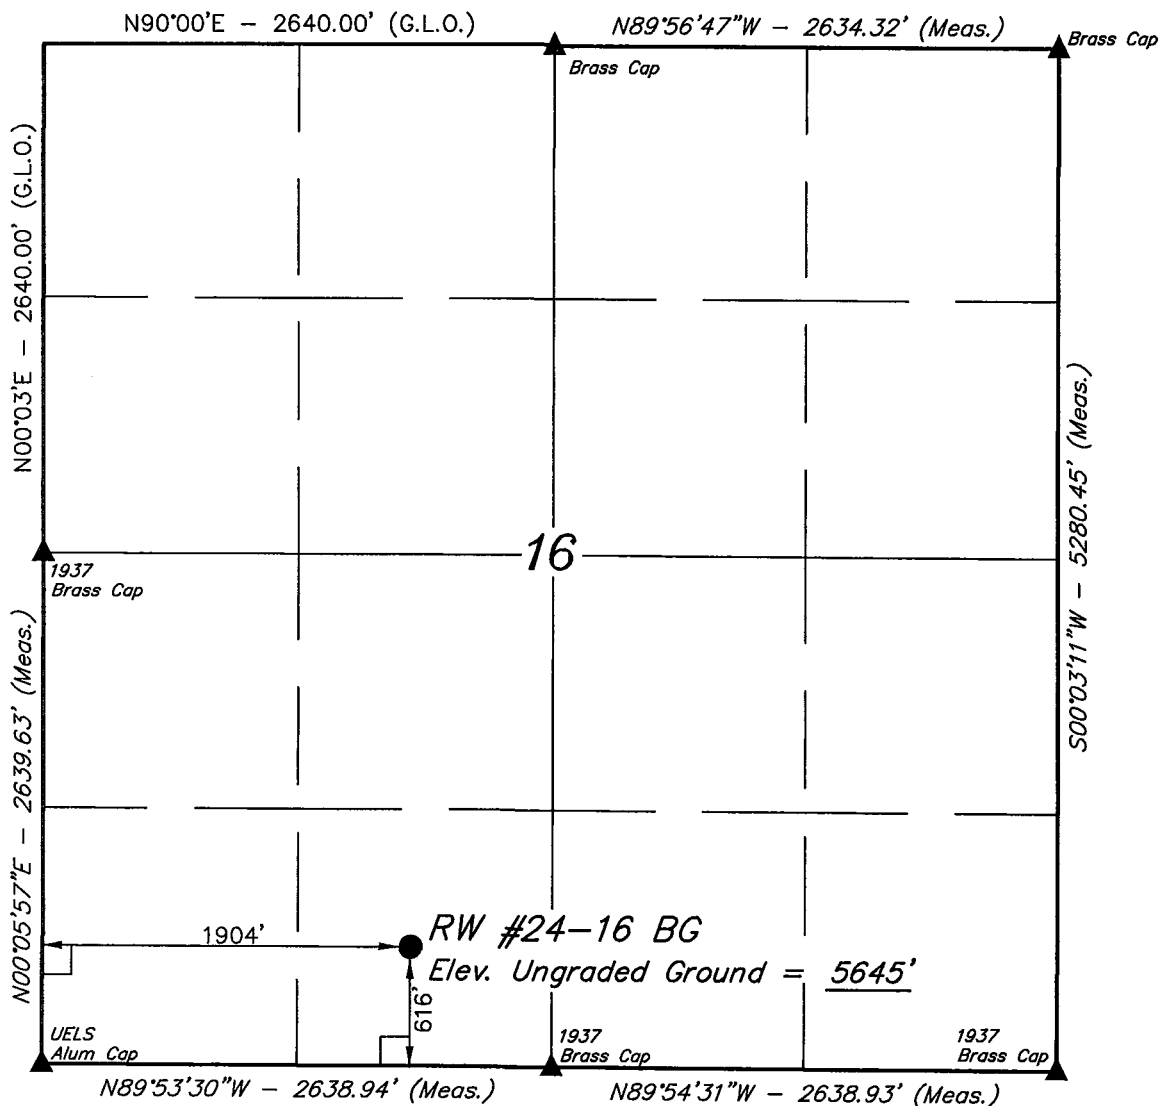 N90°00'E - 2640.00' (G.L.O.)
N89°56'47"W - 2634.32' (Meas.)
Brass Cap
Brass Cap
N00°03'E - 2640.00' (G.L.O.)
S00°03'11"W - 5280.45' (Meas.)
16
1937
Brass Cap
N00°05'57"E - 2639.63' (Meas.)
1904'
RW #24-16 BG
Elev. Ungraded Ground = 5645'
616'
UELS
Alum Cap
1937
Brass Cap
1937
Brass Cap
N89°53'30"W - 2638.94' (Meas.)
N89°54'31"W - 2638.93' (Meas.)